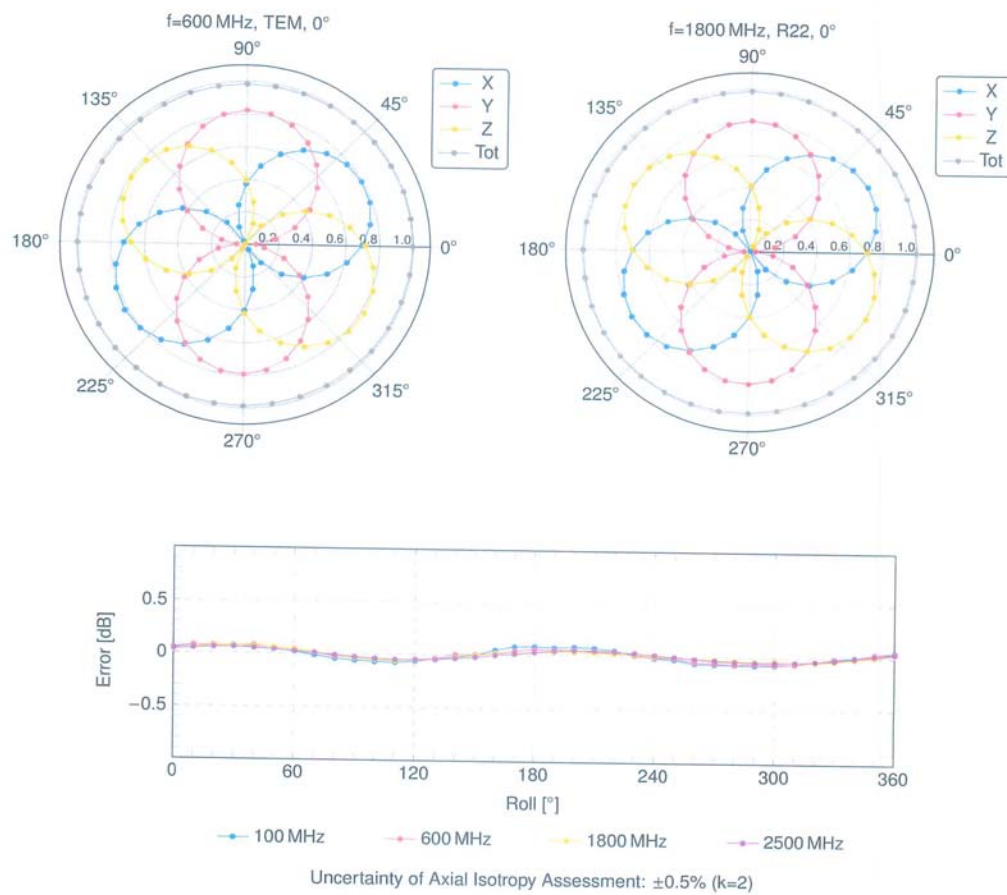 f=600 MHz, TEM, 0°
90°
135°
45°
180°
0.2 0.4 0.6 0.8 1.0
0°
225°
315°
270°
X
Y
Z
Tot
f=1800 MHz, R22, 0°
90°
135°
45°
180°
0.2 0.4 0.6 0.8 1.0
0°
225°
315°
270°
X
Y
Z
Tot
Error [dB]
0.5
0
−0.5
0 60 120 180 240 300 360
Roll [°]
100 MHz 600 MHz 1800 MHz 2500 MHz
Uncertainty of Axial Isotropy Assessment: ±0.5% (k=2)